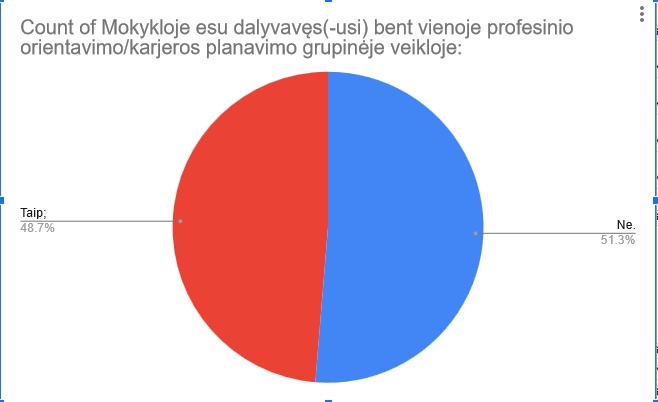 Count of Mokykloje esu dalyvavęs(-usi) bent vienoje profesinio
orientavimo/karjeros planavimo grupinėje veikloje:
Taip;
48.7%
Ne.
51.3%